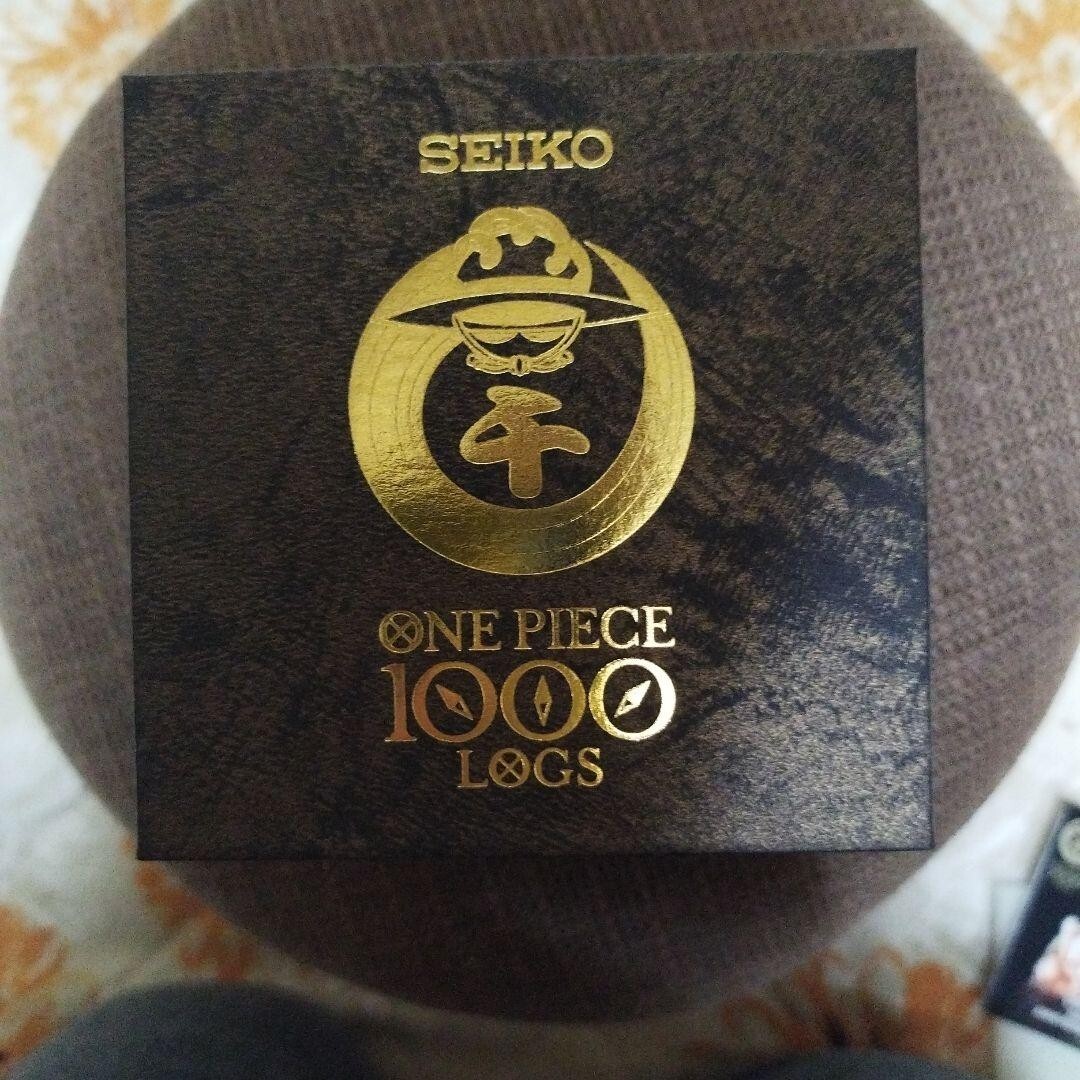 SEIKO
千
ONE PIECE
1000
LOGS